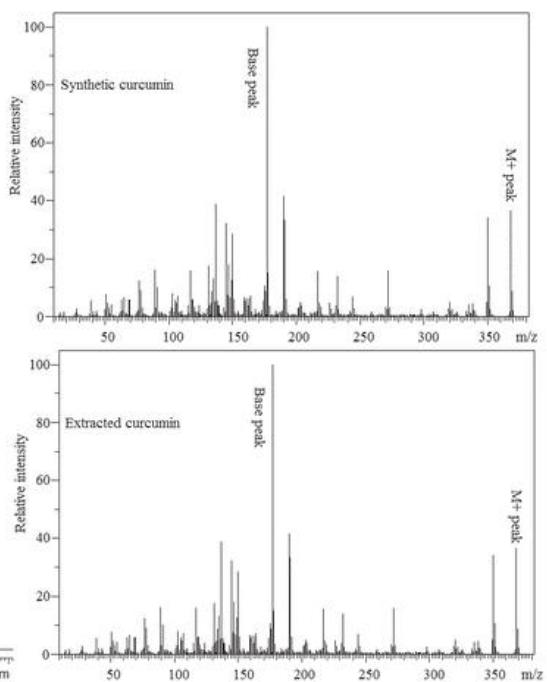 100
80
60
40
20
0
Relative intensity
Synthetic curcumin
Base peak
M+ peak
50 100 150 200 250 300 350 m/z
100
80
60
40
20
0
Relative intensity
Extracted curcumin
Base peak
M+ peak
50 100 150 200 250 300 350 m/z
m